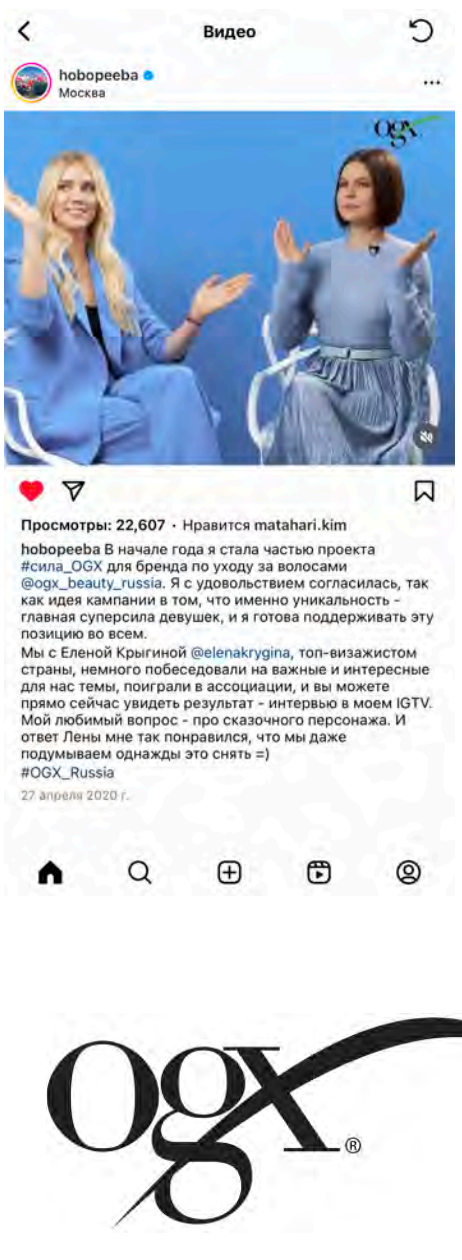 Видео
hobopeeba
Москва
ogx
Просмотры: 22,607 · Нравится matahari.kim
hobopeeba В начале года я стала частью проекта
#сила_OGX для бренда по уходу за волосами
@ogx_beauty_russia. Я с удовольствием согласилась, так
как идея кампании в том, что именно уникальность -
главная суперсила девушек, и я готова поддерживать эту
позицию во всем.
Мы с Еленой Крыгиной @elenakrygina, топ-визажистом
страны, немного побеседовали на важные и интересные
для нас темы, поиграли в ассоциации, и вы можете
прямо сейчас увидеть результат - интервью в моем IGTV.
Мой любимый вопрос - про сказочного персонажа. И
ответ Лены мне так понравился, что мы даже
подумываем однажды это снять =)
#OGX_Russia
27 апреля 2020 г.
ogx®